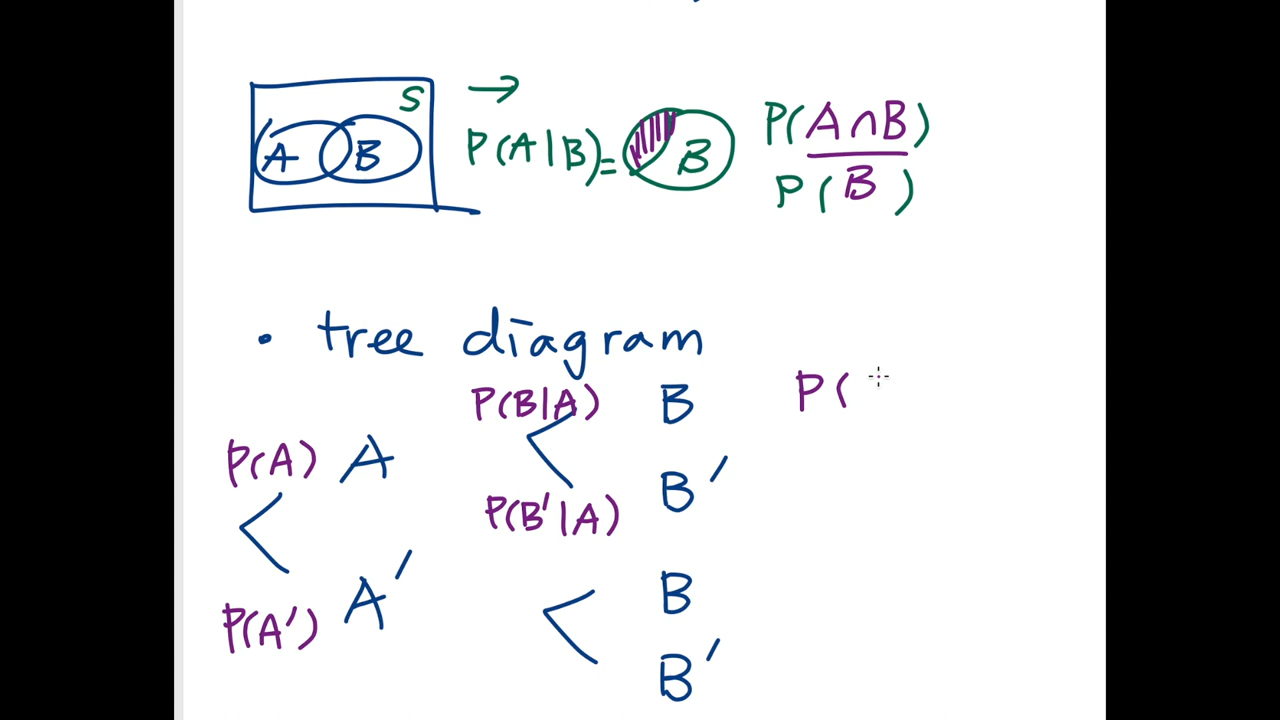 S
A B P(A|B)= B P(A∩B)
P(B)
• tree diagram
P(B|A) B P(
P(A) A
B′
P(B′|A)
A′ B
P(A′)
B′